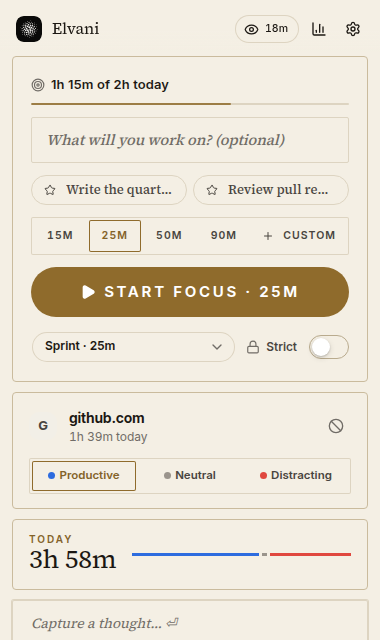 Elvani
18m
1h 15m of 2h today
What will you work on? (optional)
Write the quart...
Review pull re...
15M
25M
50M
90M
+ CUSTOM
START FOCUS · 25M
Sprint · 25m
Strict
G
github.com
1h 39m today
Productive
Neutral
Distracting
TODAY
3h 58m
Capture a thought... ⏎